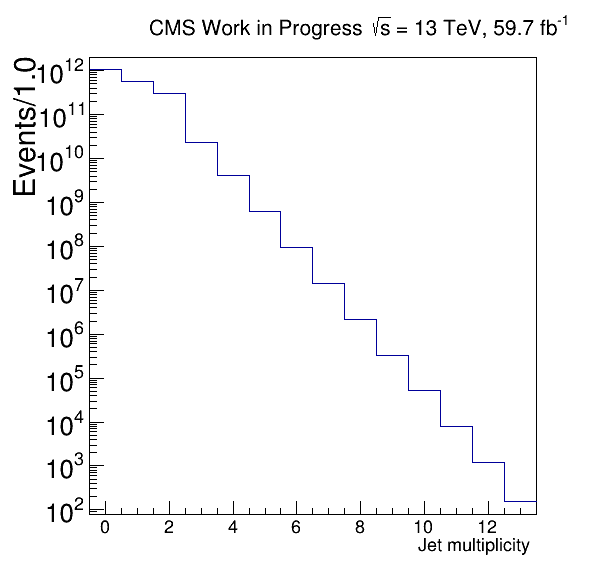 CMS Work in Progress √s = 13 TeV, 59.7 fb⁻¹
Events/1.0
10¹²
10¹¹
10¹⁰
10⁹
10⁸
10⁷
10⁶
10⁵
10⁴
10³
10²
0 2 4 6 8 10 12
Jet multiplicity